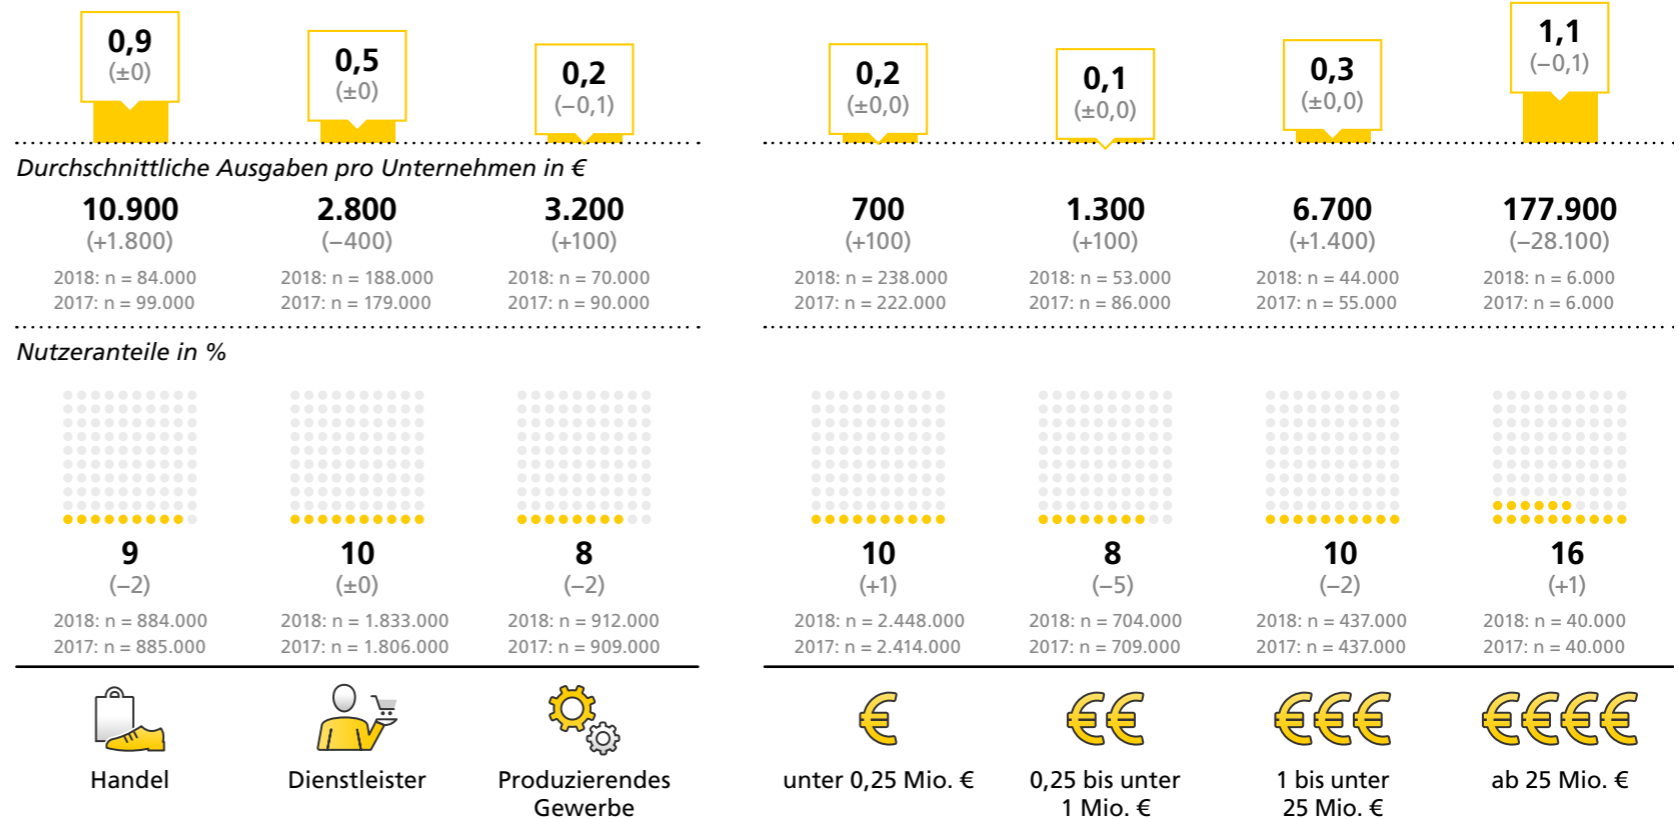 0,9
(±0)
0,5
(±0)
0,2
(−0,1)
0,2
(±0,0)
0,1
(±0,0)
0,3
(±0,0)
1,1
(−0,1)
Durchschnittliche Ausgaben pro Unternehmen in €
10.900
(+1.800)
2018: n = 84.000
2017: n = 99.000
2.800
(−400)
2018: n = 188.000
2017: n = 179.000
3.200
(+100)
2018: n = 70.000
2017: n = 90.000
700
(+100)
2018: n = 238.000
2017: n = 222.000
1.300
(+100)
2018: n = 53.000
2017: n = 86.000
6.700
(+1.400)
2018: n = 44.000
2017: n = 55.000
177.900
(−28.100)
2018: n = 6.000
2017: n = 6.000
Nutzeranteile in %
9
(−2)
2018: n = 884.000
2017: n = 885.000
10
(±0)
2018: n = 1.833.000
2017: n = 1.806.000
8
(−2)
2018: n = 912.000
2017: n = 909.000
10
(+1)
2018: n = 2.448.000
2017: n = 2.414.000
8
(−5)
2018: n = 704.000
2017: n = 709.000
10
(−2)
2018: n = 437.000
2017: n = 437.000
16
(+1)
2018: n = 40.000
2017: n = 40.000
€
€€
€€€
€€€€
Handel
Dienstleister
Produzierendes
Gewerbe
unter 0,25 Mio. €
0,25 bis unter
1 Mio. €
1 bis unter
25 Mio. €
ab 25 Mio. €